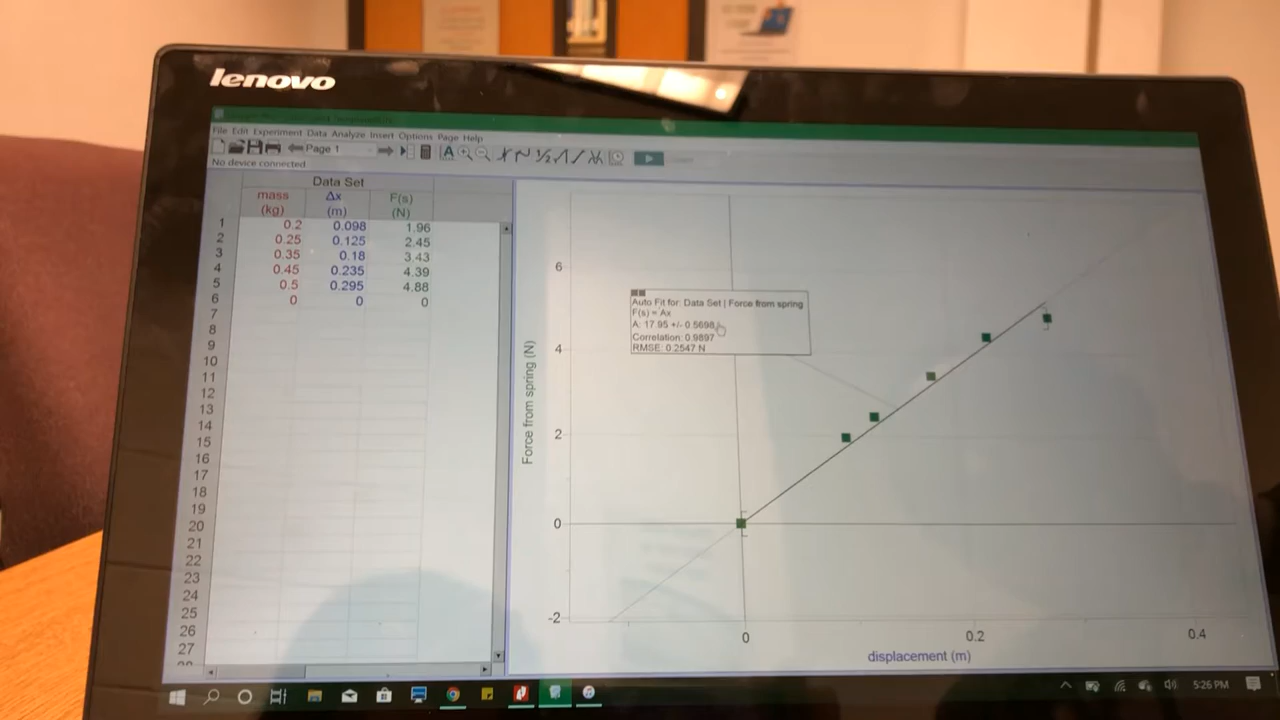 lenovo
File Edit Experiment Data Analyze Insert Options Page Help
Page 1
No device connected.
Data Set
mass Δx F(s)
(kg) (m) (N)
1 0.2 0.098 1.96
2 0.25 0.125 2.45
3 0.35 0.18 3.43
4 0.45 0.235 4.39
5 0.5 0.295 4.88
6 0 0 0
7
8
9
10
11
12
13
14
15
16
17
18
19
20
21
22
23
24
25
26
27
Auto Fit for: Data Set | Force from spring
F(s) = Ax
A: 17.95 +/- 0.5698
Correlation: 0.9897
RMSE: 0.2547 N
Force from spring (N)
6
4
2
0
-2
0 0.2 0.4
displacement (m)
5:26 PM